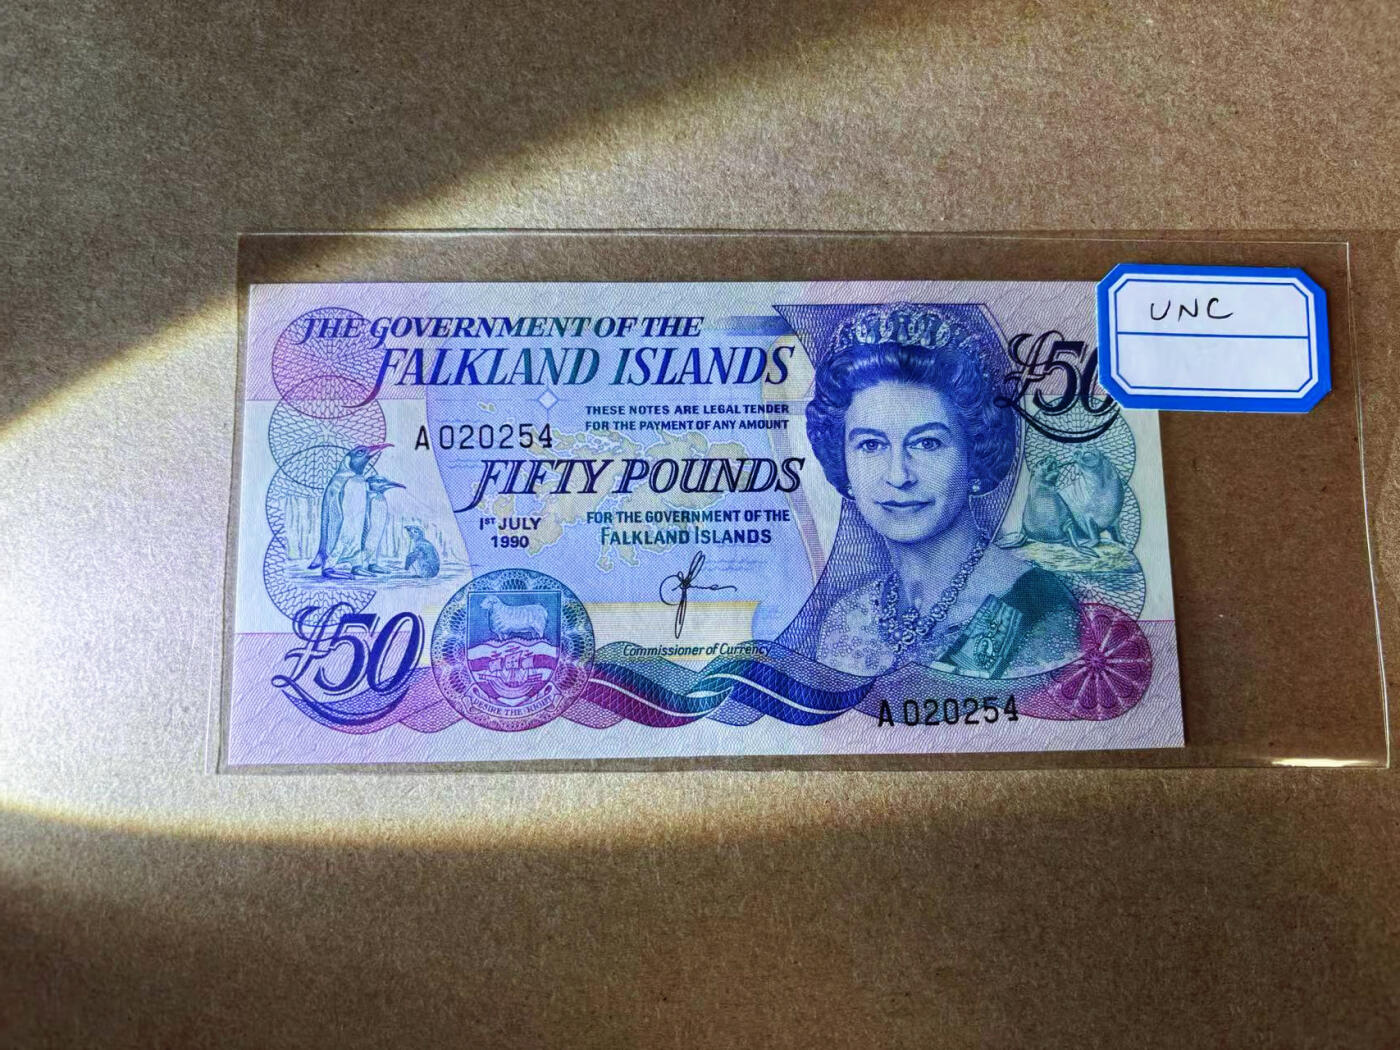 UNC
THE GOVERNMENT OF THE
FALKLAND ISLANDS
£50
THESE NOTES ARE LEGAL TENDER
FOR THE PAYMENT OF ANY AMOUNT
A 020254
FIFTY POUNDS
1ST JULY
1990
FOR THE GOVERNMENT OF THE
FALKLAND ISLANDS
£50
DESIRE THE RIGHT
Commissioner of Currency
A 020254